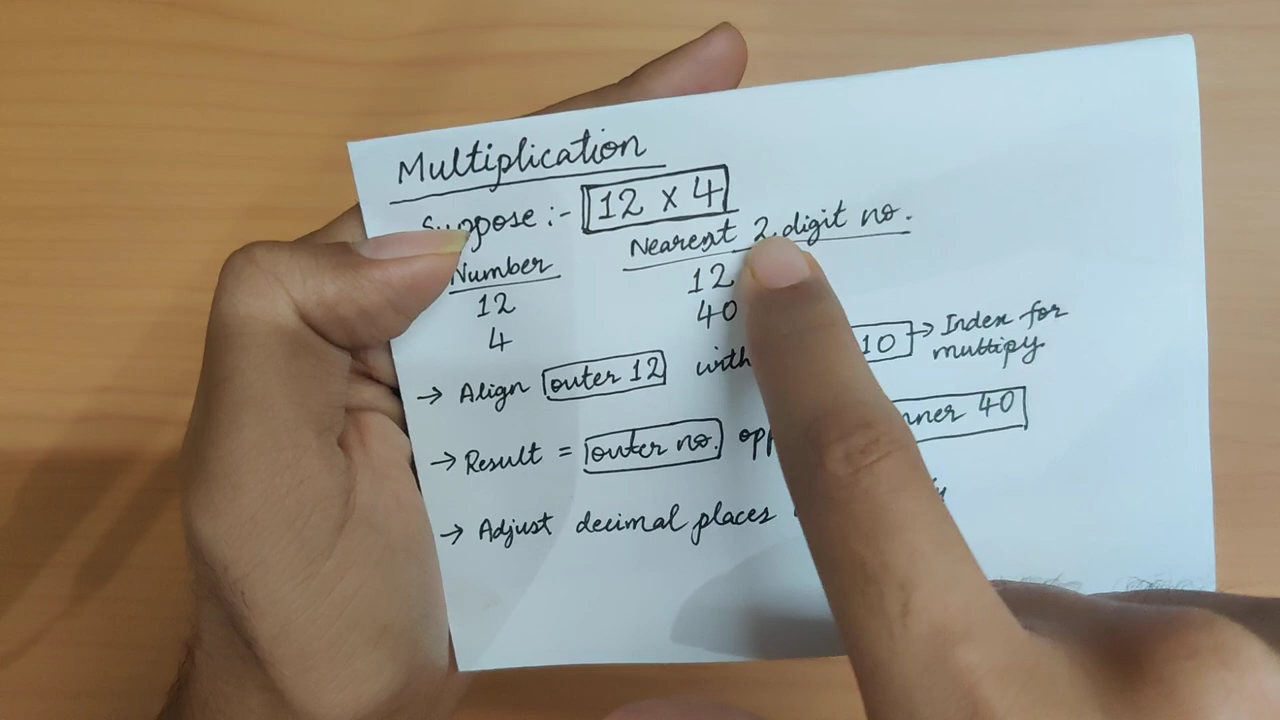 Multiplication
Suppose :- 12 x 4
Number Nearest 2 digit no.
12 12
4 40
→ Align outer 12 with 10 → Index for
multipy
→ Result = outer no. 40
→ Adjust decimal places